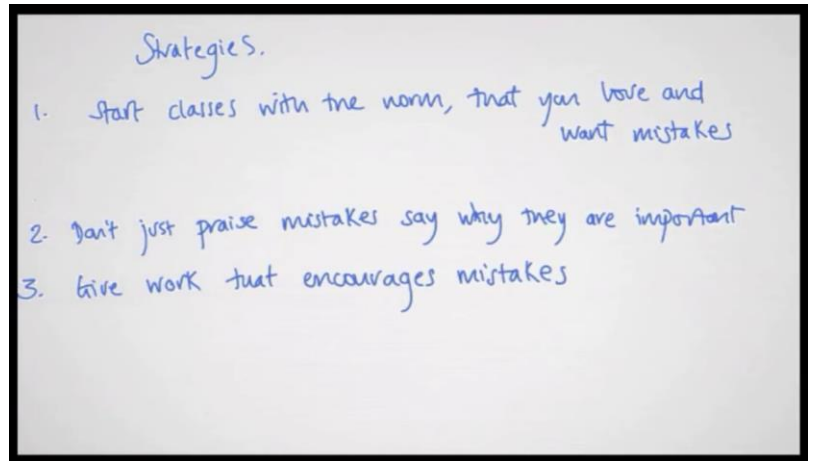 Strategies.
1. Start classes with the norm, that you love and
want mistakes
2. Don't just praise mistakes say why they are important
3. Give work that encourages mistakes